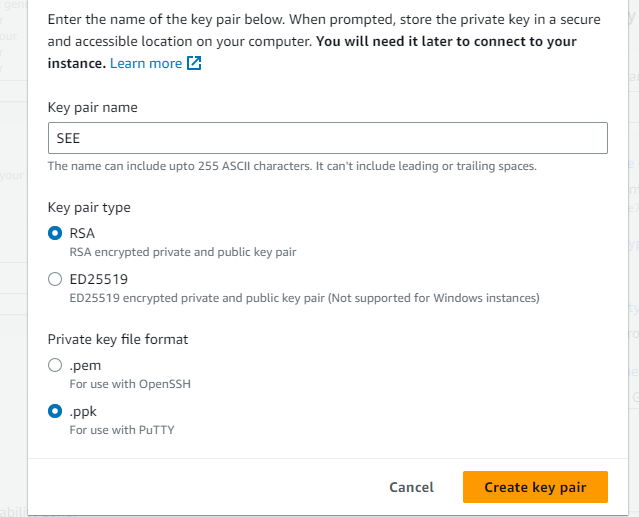 Enter the name of the key pair below. When prompted, store the private key in a secure
and accessible location on your computer. You will need it later to connect to your
instance. Learn more
Key pair name
SEE
The name can include upto 255 ASCII characters. It can't include leading or trailing spaces.
Key pair type
RSA
RSA encrypted private and public key pair
ED25519
ED25519 encrypted private and public key pair (Not supported for Windows instances)
Private key file format
.pem
For use with OpenSSH
.ppk
For use with PuTTY
Cancel
Create key pair